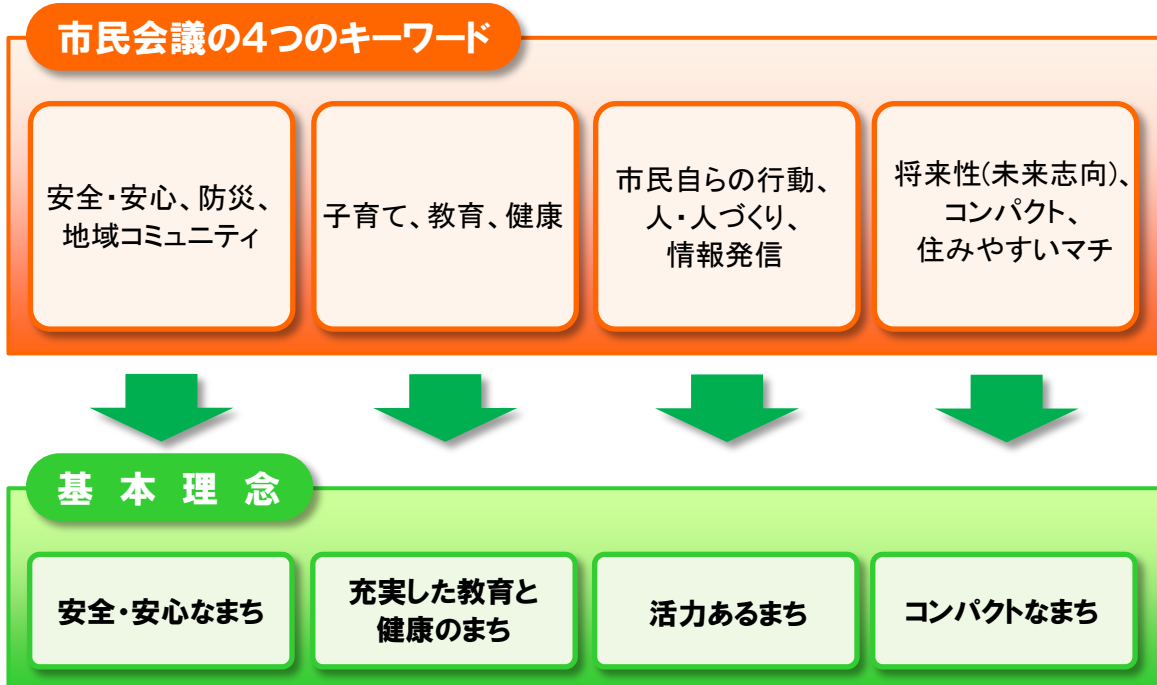 市民会議の4つのキーワード
安全・安心、防災、
地域コミュニティ
子育て、教育、健康
市民自らの行動、
人・人づくり、
情報発信
将来性(未来志向)、
コンパクト、
住みやすいマチ
基本理念
安全・安心なまち
充実した教育と
健康のまち
活力あるまち
コンパクトなまち